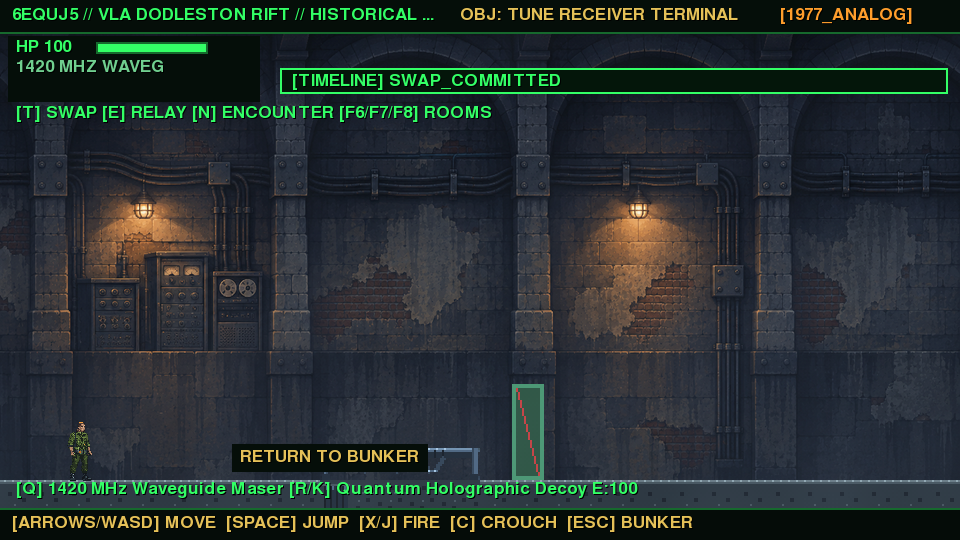 6EQUJ5 // VLA DODLESTON RIFT // HISTORICAL ... OBJ: TUNE RECEIVER TERMINAL [1977_ANALOG]
HP 100
1420 MHZ WAVEG
[TIMELINE] SWAP_COMMITTED
[T] SWAP [E] RELAY [N] ENCOUNTER [F6/F7/F8] ROOMS
RETURN TO BUNKER
[Q] 1420 MHz Waveguide Maser [R/K] Quantum Holographic Decoy E:100
[ARROWS/WASD] MOVE [SPACE] JUMP [X/J] FIRE [C] CROUCH [ESC] BUNKER